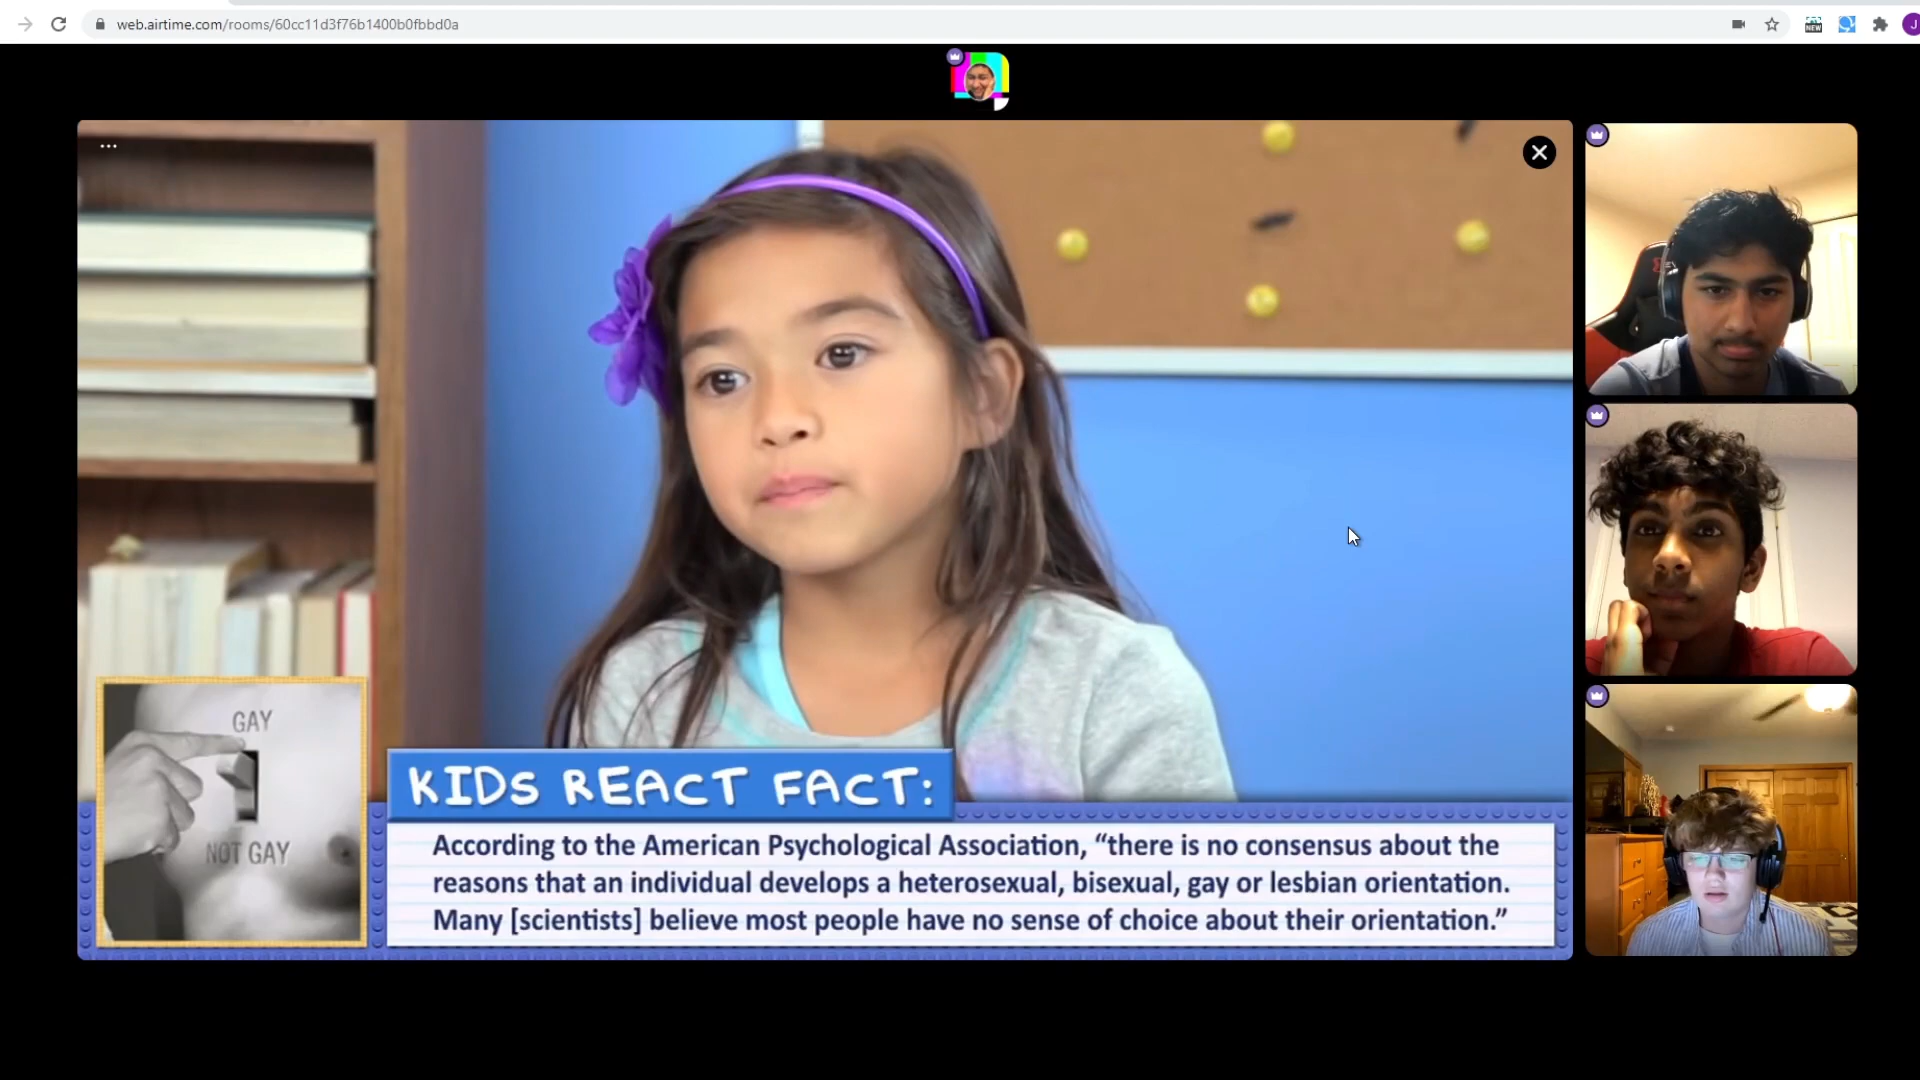 web.airtime.com/rooms/60cc11d3f76b1400b0fbbd0a
NEW
J
GAY
NOT GAY
KIDS REACT FACT:
According to the American Psychological Association, “there is no consensus about the
reasons that an individual develops a heterosexual, bisexual, gay or lesbian orientation.
Many [scientists] believe most people have no sense of choice about their orientation.”